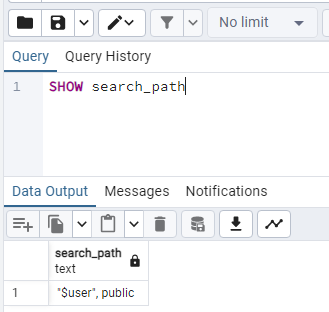 No limit
Query Query History
1 SHOW search_path
Data Output Messages Notifications
search_path
text
1 "$user", public